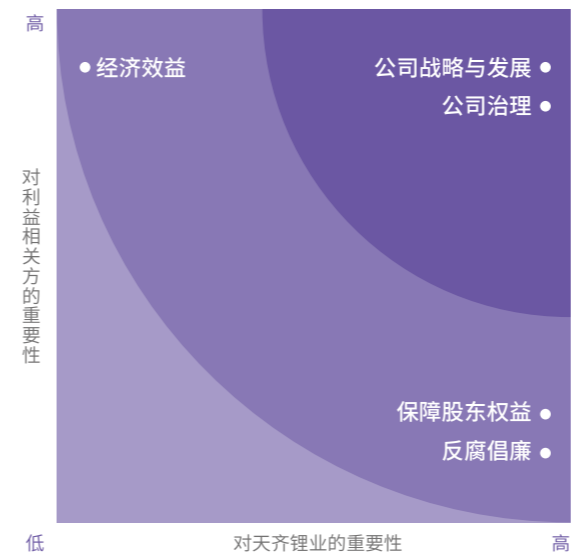 高
经济效益
公司战略与发展
公司治理
对利益相关方的重要性
保障股东权益
反腐倡廉
低
对天齐锂业的重要性
高